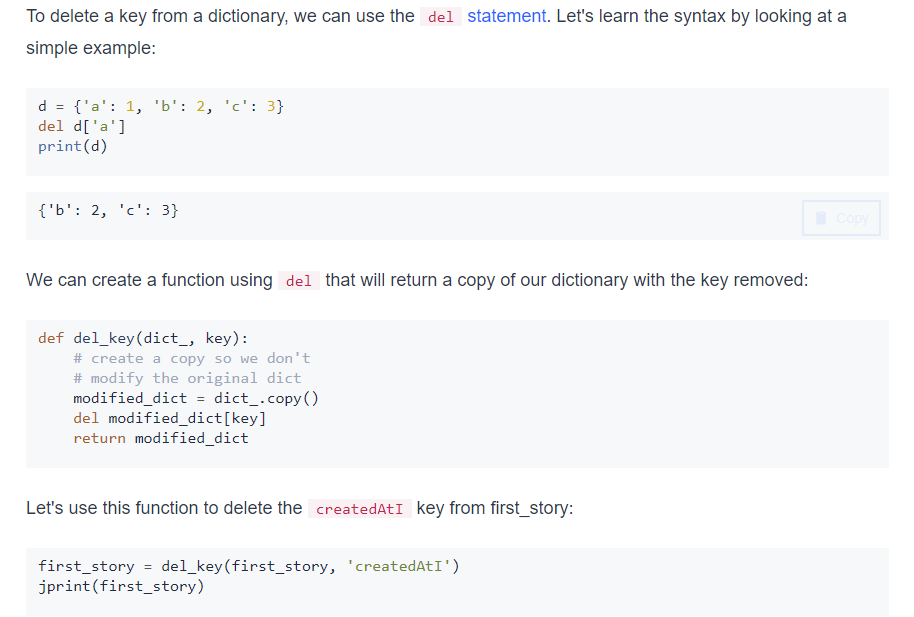 To delete a key from a dictionary, we can use the del statement. Let's learn the syntax by looking at a
simple example:
d = {'a': 1, 'b': 2, 'c': 3}
del d['a']
print(d)
{'b': 2, 'c': 3}
Copy
We can create a function using del that will return a copy of our dictionary with the key removed:
def del_key(dict_, key):
    # create a copy so we don't
    # modify the original dict
    modified_dict = dict_.copy()
    del modified_dict[key]
    return modified_dict
Let's use this function to delete the createdAtI key from first_story:
first_story = del_key(first_story, 'createdAtI')
jprint(first_story)